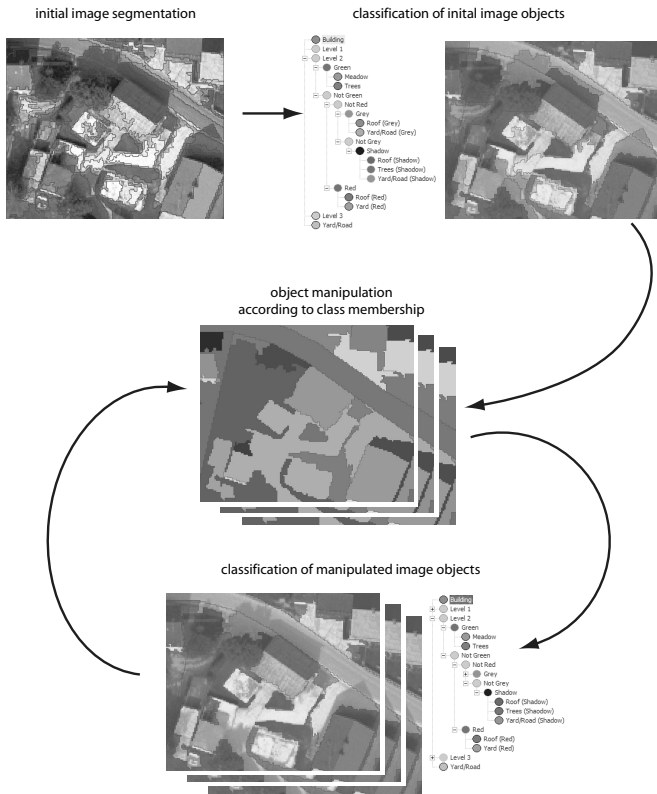 initial image segmentation
classification of inital image objects
Building
Level 1
Level 2
Green
Meadow
Trees
Not Green
Not Red
Grey
Roof (Grey)
Yard/Road (Grey)
Not Grey
Shadow
Roof (Shadow)
Trees (Shaodow)
Yard/Road (Shadow)
Red
Roof (Red)
Yard (Red)
Level 3
Yard/Road
object manipulation
according to class membership
classification of manipulated image objects
Building
Level 1
Level 2
Green
Meadow
Trees
Not Green
Not Red
Grey
Not Grey
Shadow
Roof (Shadow)
Trees (Shaodow)
Yard/Road (Shadow)
Red
Roof (Red)
Yard (Red)
Level 3
Yard/Road